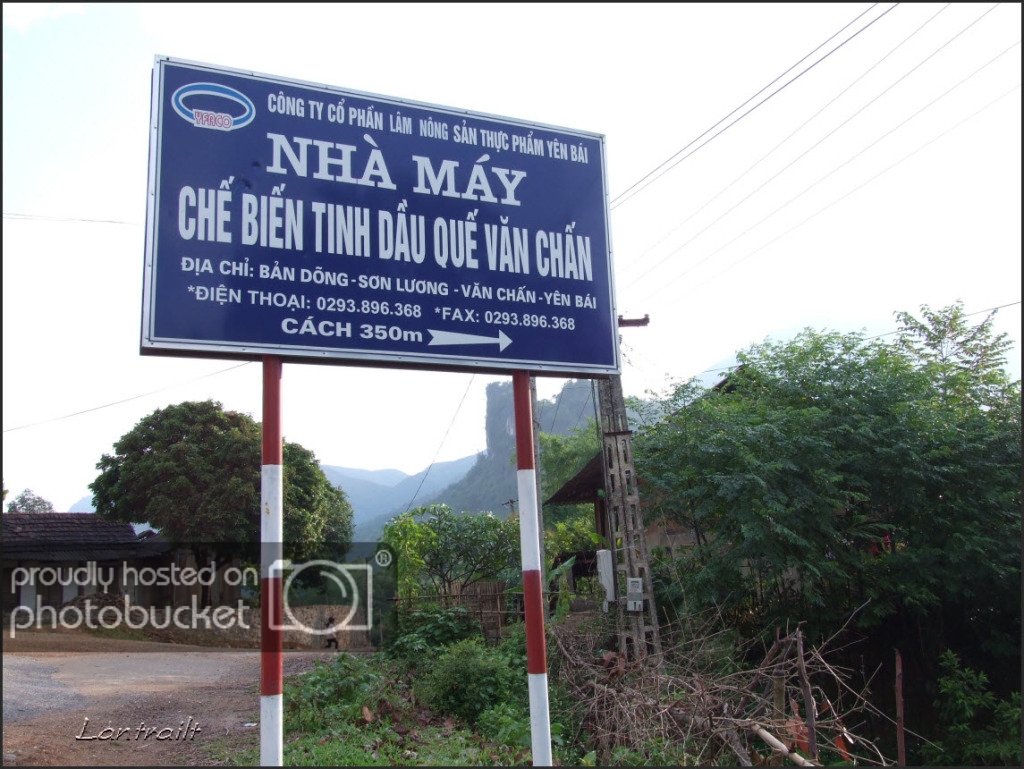 YFACO
CÔNG TY CỔ PHẦN LÂM NÔNG SẢN THỰC PHẨM YÊN BÁI
NHÀ MÁY
CHẾ BIẾN TINH DẦU QUẾ VĂN CHẤN
ĐỊA CHỈ: BẢN DÕNG - SƠN LƯƠNG - VĂN CHẤN - YÊN BÁI
*ĐIỆN THOẠI: 0293.896.368 *FAX: 0293.896.368
CÁCH 350m
proudly hosted on
photobucket ®
Lantrailt